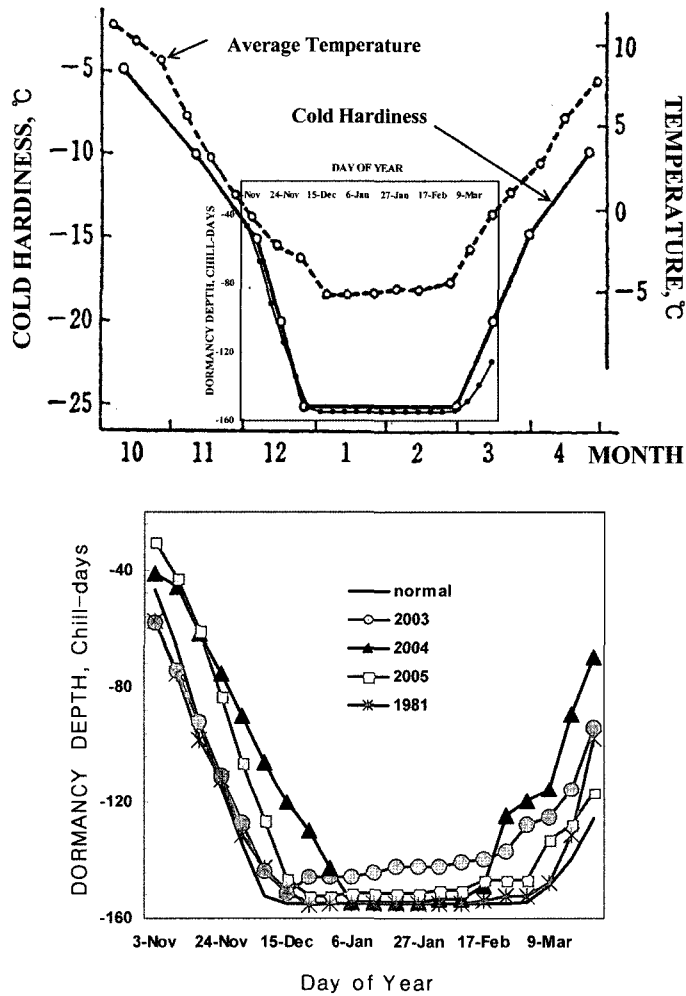 Average Temperature
Cold Hardiness
COLD HARDINESS, ℃
−5
−10
−15
−20
−25
10
5
0
−5
TEMPERATURE, ℃
DAY OF YEAR
-Nov 24-Nov 15-Dec 6-Jan 27-Jan 17-Feb 9-Mar
DORMANCY DEPTH, CHILL-DAYS
-40
-80
-120
-160
10 11 12 1 2 3 4 MONTH
DORMANCY DEPTH, Chill-days
-40
-80
-120
-160
normal
2003
2004
2005
1981
3-Nov 24-Nov 15-Dec 6-Jan 27-Jan 17-Feb 9-Mar
Day of Year